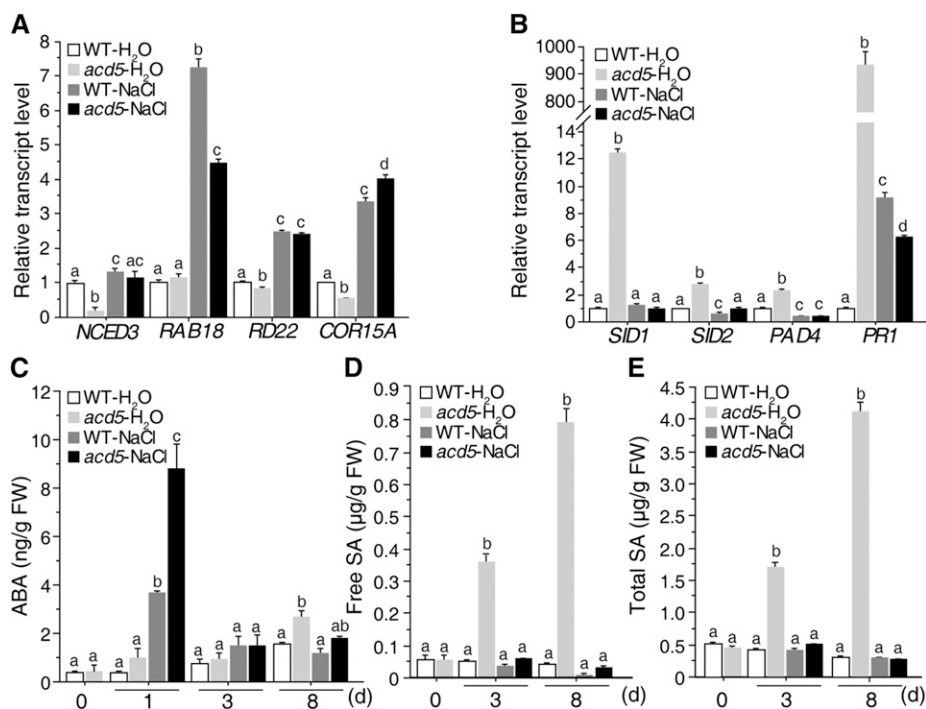 A
WT-H₂O
acd5-H₂O
WT-NaCl
acd5-NaCl
Relative transcript level
8
7
6
5
4
3
2
1
0
a b c ac
a a b c
a b c c
a b c d
NCED3 RAB18 RD22 COR15A
B
WT-H₂O
acd5-H₂O
WT-NaCl
acd5-NaCl
Relative transcript level
1000
900
800
700
600
14
12
10
8
6
4
2
0
a b a a
a b c a
a b c c
a b c d
SID1 SID2 PAD4 PR1
C
WT-H₂O
acd5-H₂O
WT-NaCl
acd5-NaCl
ABA (ng/g FW)
12
10
8
6
4
2
0
a a
a a b c
a a a a
a b a ab
0 1 3 8 (d)
D
WT-H₂O
acd5-H₂O
WT-NaCl
acd5-NaCl
Free SA (µg/g FW)
0.9
0.8
0.7
0.6
0.5
0.4
0.3
0.2
0.1
0
a a
a b a a
a b a a
0 3 8 (d)
E
WT-H₂O
acd5-H₂O
WT-NaCl
acd5-NaCl
Total SA (µg/g FW)
4.5
4.0
3.5
3.0
2.5
2.0
1.5
1.0
0.5
0
a a
a b a a
a b a a
0 3 8 (d)